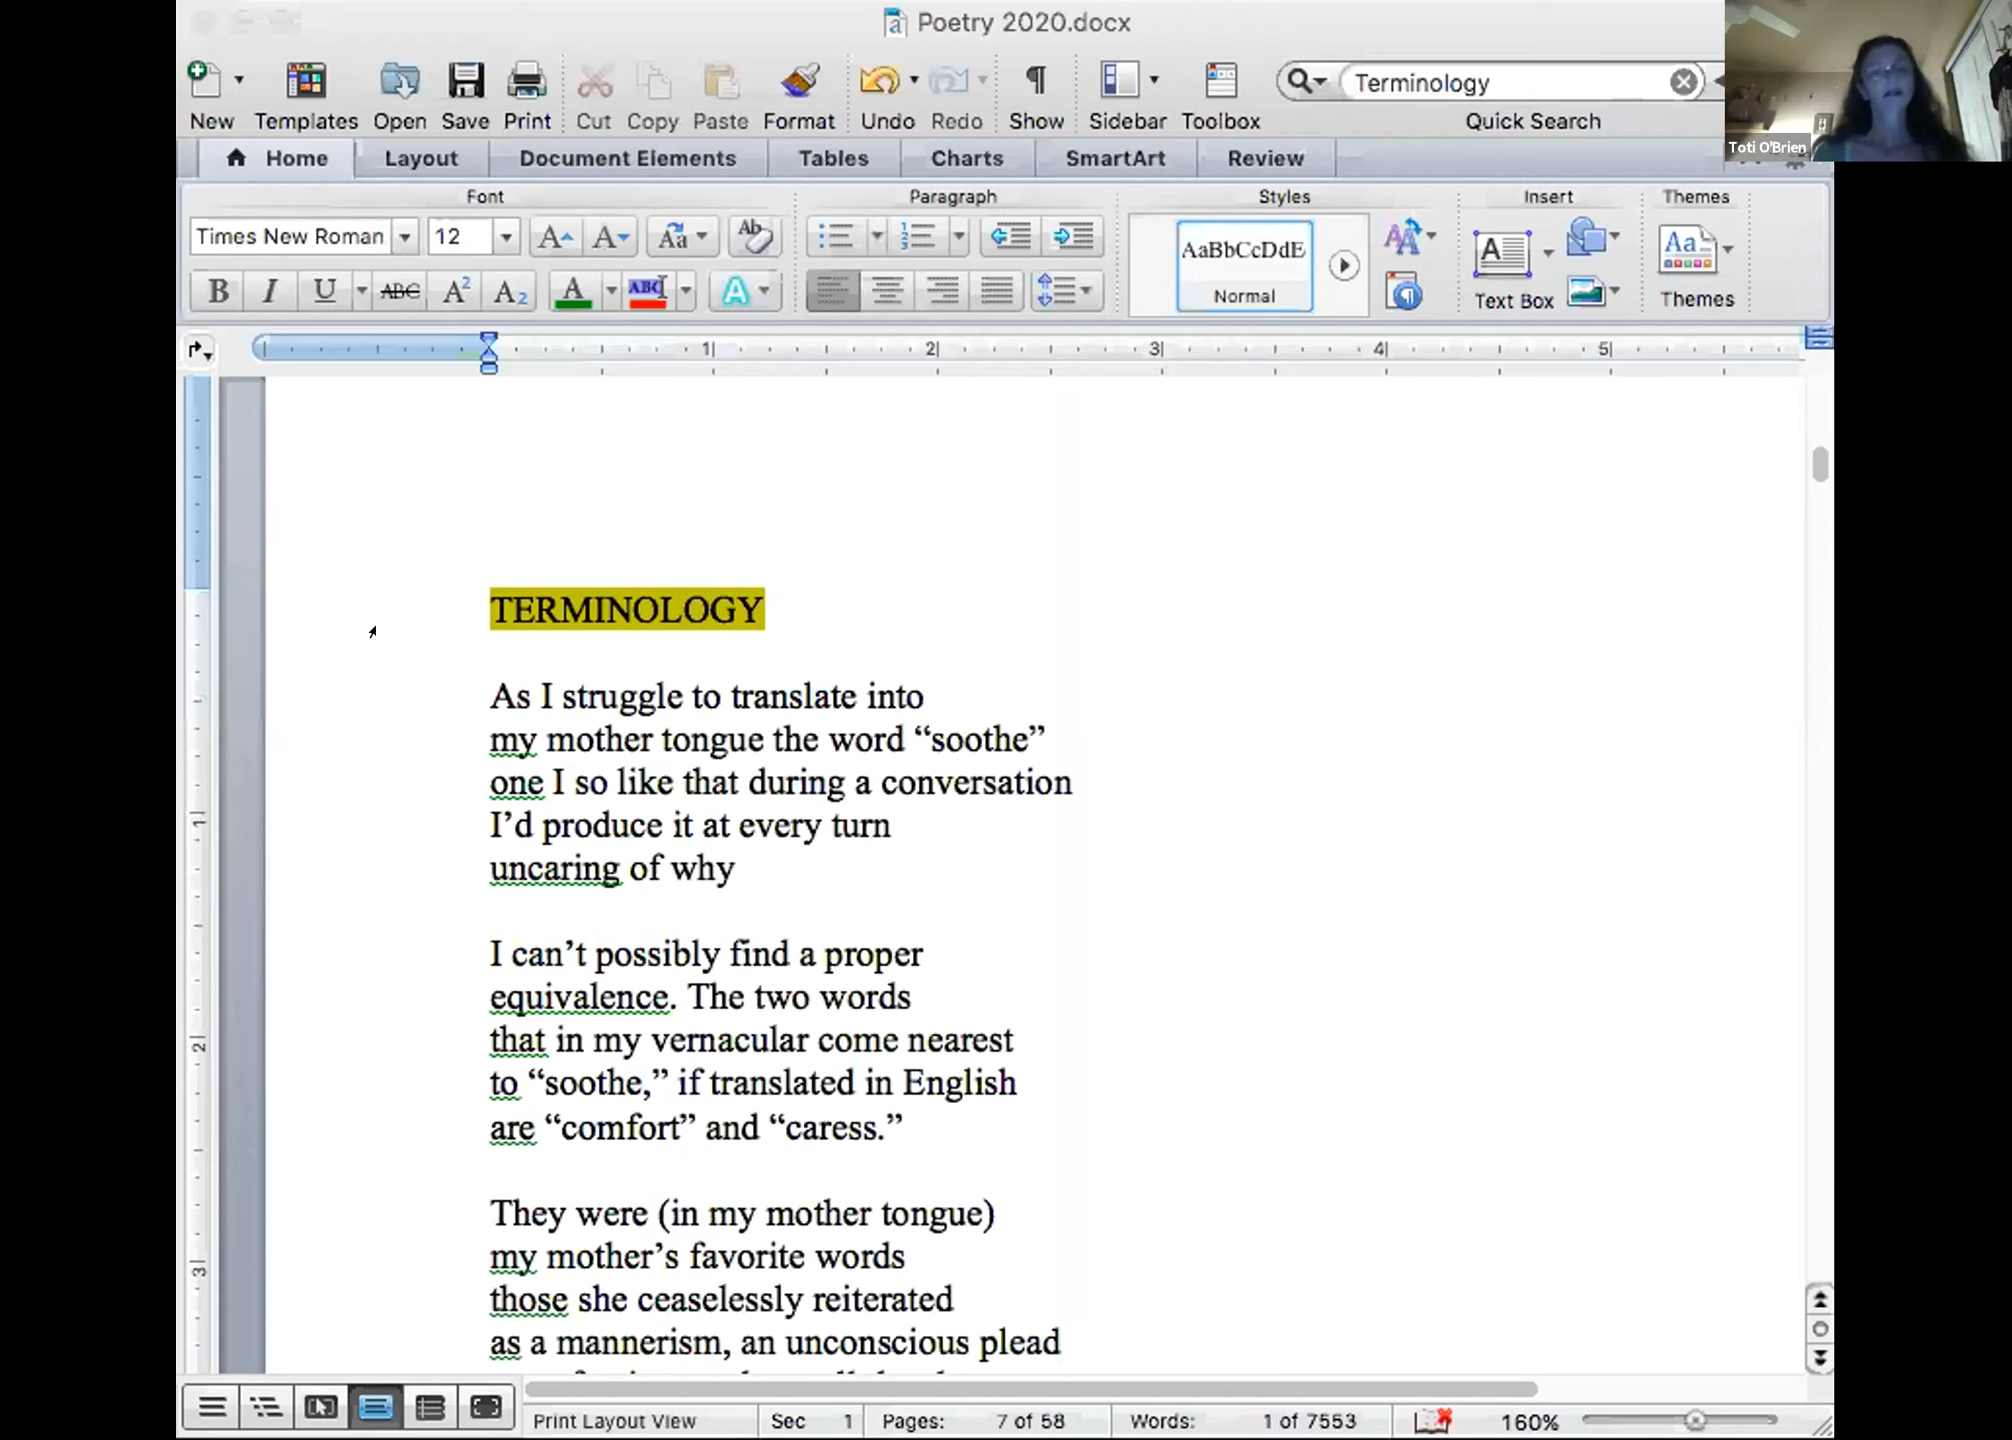 Poetry 2020.docx
New Templates Open Save Print Cut Copy Paste Format Undo Redo Show Sidebar Toolbox
Terminology
Quick Search
Toti O'Brien
Home Layout Document Elements Tables Charts SmartArt Review
Font Paragraph Styles Insert Themes
Times New Roman 12
AaBbCcDdE
Normal
Text Box
Themes
TERMINOLOGY
As I struggle to translate into
my mother tongue the word “soothe”
one I so like that during a conversation
I’d produce it at every turn
uncaring of why
I can’t possibly find a proper
equivalence. The two words
that in my vernacular come nearest
to “soothe,” if translated in English
are “comfort” and “caress.”
They were (in my mother tongue)
my mother’s favorite words
those she ceaselessly reiterated
as a mannerism, an unconscious plead
Print Layout View Sec 1 Pages: 7 of 58 Words: 1 of 7553 160%